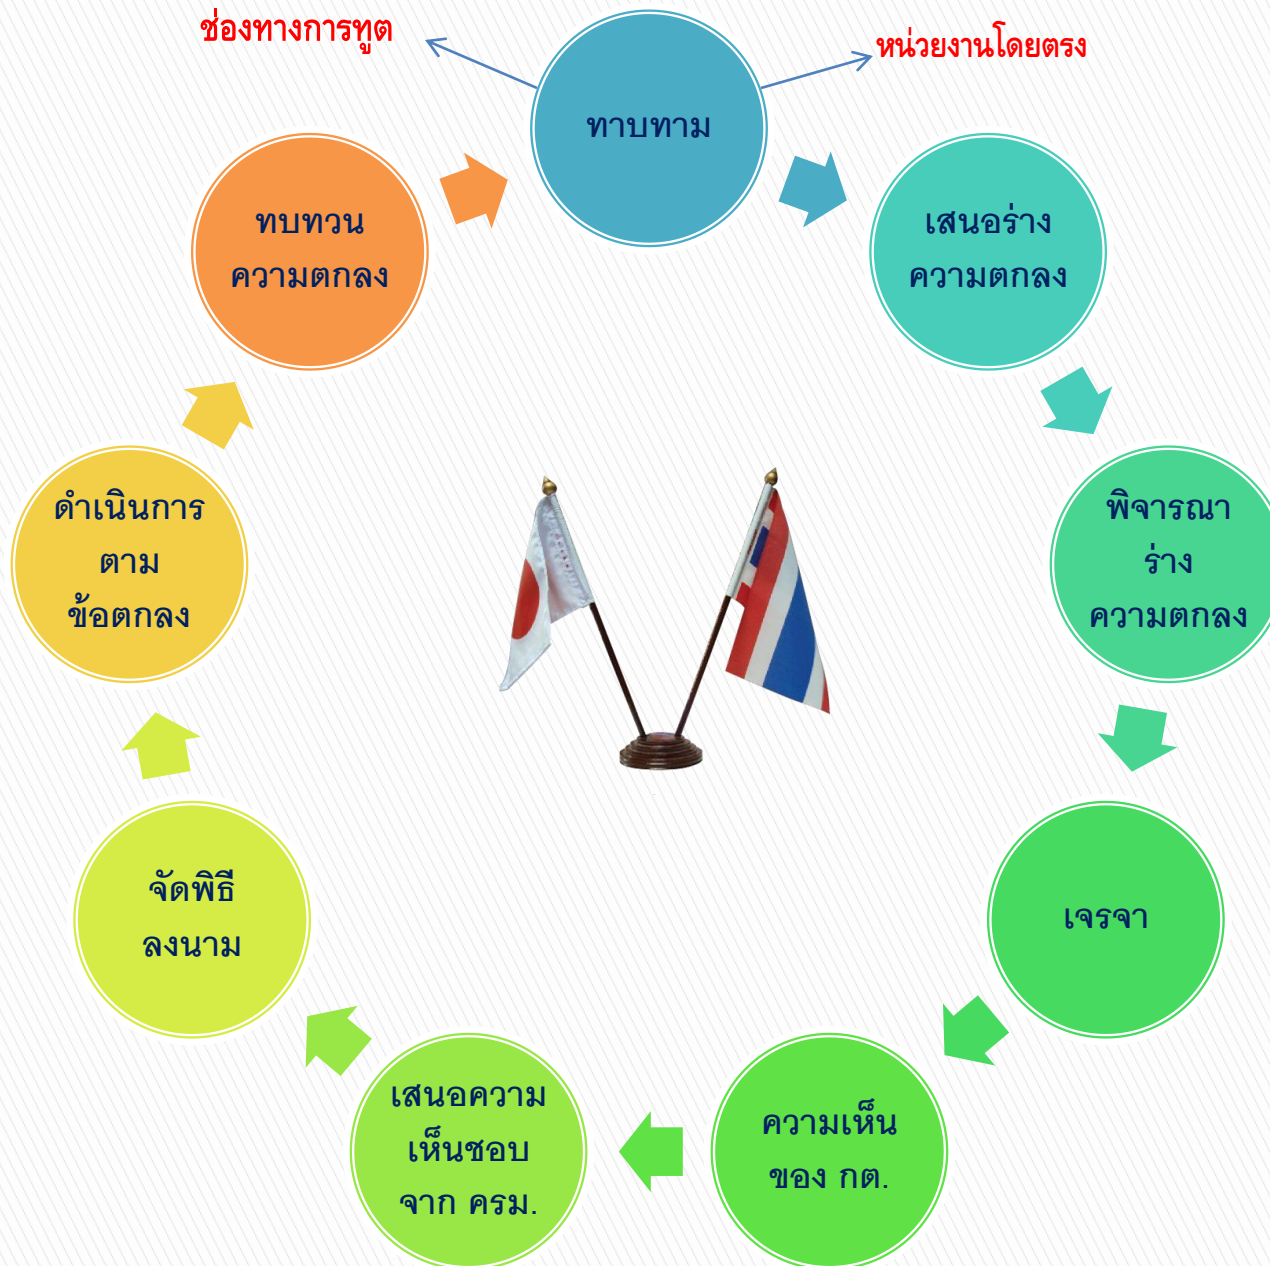 ช่องทางการทูต
หน่วยงานโดยตรง
ทาบทาม
เสนอร่าง
ความตกลง
พิจารณา
ร่าง
ความตกลง
เจรจา
ความเห็น
ของ กต.
เสนอความ
เห็นชอบ
จาก ครม.
จัดพิธี
ลงนาม
ดำเนินการ
ตาม
ข้อตกลง
ทบทวน
ความตกลง